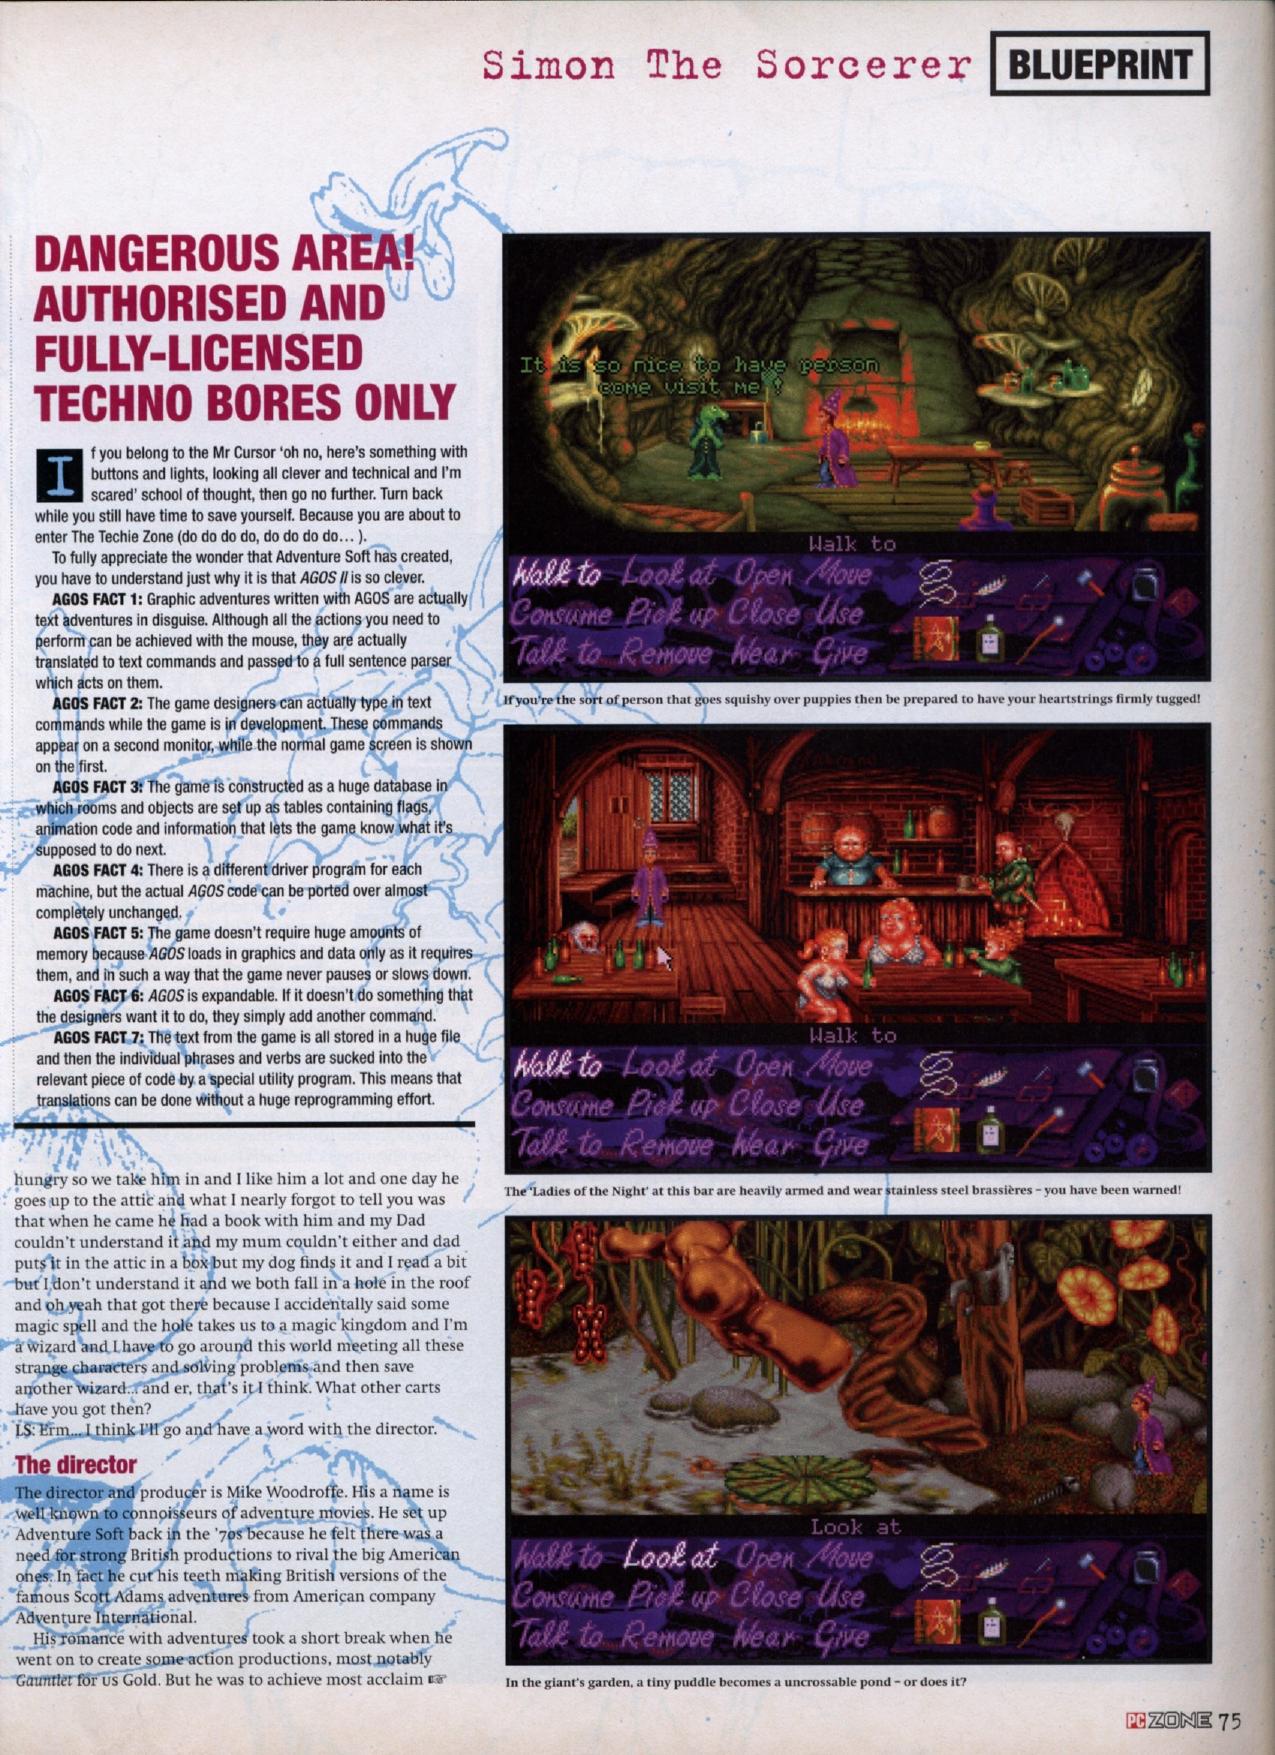 Simon The Sorcerer
BLUEPRINT
DANGEROUS AREA!
AUTHORISED AND
FULLY-LICENSED
TECHNO BORES ONLY
If you belong to the Mr Cursor ‘oh no, here’s something with
buttons and lights, looking all clever and technical and I’m
scared’ school of thought, then go no further. Turn back
while you still have time to save yourself. Because you are about to
enter The Techie Zone (do do do do, do do do do… ).
To fully appreciate the wonder that Adventure Soft has created,
you have to understand just why it is that AGOS II is so clever.
AGOS FACT 1: Graphic adventures written with AGOS are actually
text adventures in disguise. Although all the actions you need to
perform can be achieved with the mouse, they are actually
translated to text commands and passed to a full sentence parser
which acts on them.
AGOS FACT 2: The game designers can actually type in text
commands while the game is in development. These commands
appear on a second monitor, while the normal game screen is shown
on the first.
AGOS FACT 3: The game is constructed as a huge database in
which rooms and objects are set up as tables containing flags,
animation code and information that lets the game know what it’s
supposed to do next.
AGOS FACT 4: There is a different driver program for each
machine, but the actual AGOS code can be ported over almost
completely unchanged.
AGOS FACT 5: The game doesn’t require huge amounts of
memory because AGOS loads in graphics and data only as it requires
them, and in such a way that the game never pauses or slows down.
AGOS FACT 6: AGOS is expandable. If it doesn’t do something that
the designers want it to do, they simply add another command.
AGOS FACT 7: The text from the game is all stored in a huge file
and then the individual phrases and verbs are sucked into the
relevant piece of code by a special utility program. This means that
translations can be done without a huge reprogramming effort.
hungry so we take him in and I like him a lot and one day he
goes up to the attic and what I nearly forgot to tell you was
that when he came he had a book with him and my Dad
couldn’t understand it and my mum couldn’t either and dad
puts it in the attic in a box but my dog finds it and I read a bit
but I don’t understand it and we both fall in a hole in the roof
and oh yeah that got there because I accidentally said some
magic spell and the hole takes us to a magic kingdom and I’m
a wizard and I have to go around this world meeting all these
strange characters and solving problems and then save
another wizard… and er, that’s it I think. What other carts
have you got then?
LS: Erm… I think I’ll go and have a word with the director.
The director
The director and producer is Mike Woodroffe. His a name is
well known to connoisseurs of adventure movies. He set up
Adventure Soft back in the ’70s because he felt there was a
need for strong British productions to rival the big American
ones. In fact he cut his teeth making British versions of the
famous Scott Adams adventures from American company
Adventure International.
His romance with adventures took a short break when he
went on to create some action productions, most notably
Gauntlet for US Gold. But he was to achieve most acclaim ☞
It is so nice to have person
come visit me !
Walk to
Walk to Look at Open Move
Consume Pick up Close Use
Talk to Remove Wear Give
If you’re the sort of person that goes squishy over puppies then be prepared to have your heartstrings firmly tugged!
Walk to
Walk to Look at Open Move
Consume Pick up Close Use
Talk to Remove Wear Give
The ‘Ladies of the Night’ at this bar are heavily armed and wear stainless steel brassières – you have been warned!
Look at
Walk to Look at Open Move
Consume Pick up Close Use
Talk to Remove Wear Give
In the giant’s garden, a tiny puddle becomes a uncrossable pond – or does it?
PC ZONE 75